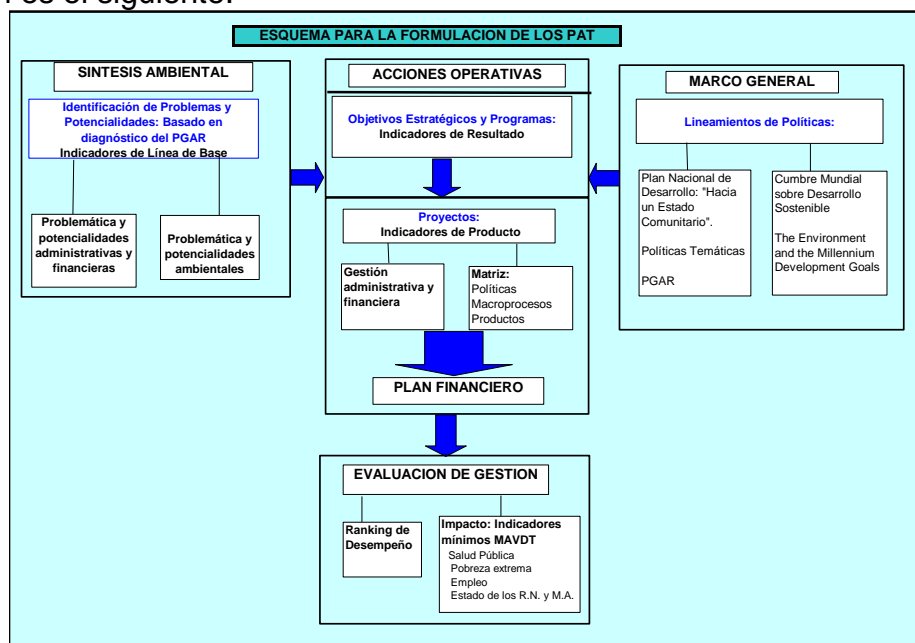 es el siguiente:
ESQUEMA PARA LA FORMULACION DE LOS PAT
SINTESIS AMBIENTAL
Identificación de Problemas y
Potencialidades: Basado en
diagnóstico del PGAR
Indicadores de Línea de Base
Problemática y
potencialidades
administrativas y
financieras
Problemática y
potencialidades
ambientales
ACCIONES OPERATIVAS
Objetivos Estratégicos y Programas:
Indicadores de Resultado
Proyectos:
Indicadores de Producto
Gestión
administrativa y
financiera
Matriz:
Políticas
Macroprocesos
Productos
PLAN FINANCIERO
MARCO GENERAL
Lineamientos de Políticas:
Plan Nacional de
Desarrollo: "Hacia
un Estado
Comunitario".
Políticas Temáticas
PGAR
Cumbre Mundial
sobre Desarrollo
Sostenible
The Environment
and the Millennium
Development Goals
EVALUACION DE GESTION
Ranking de
Desempeño
Impacto: Indicadores
mínimos MAVDT
Salud Pública
Pobreza extrema
Empleo
Estado de los R.N. y M.A.